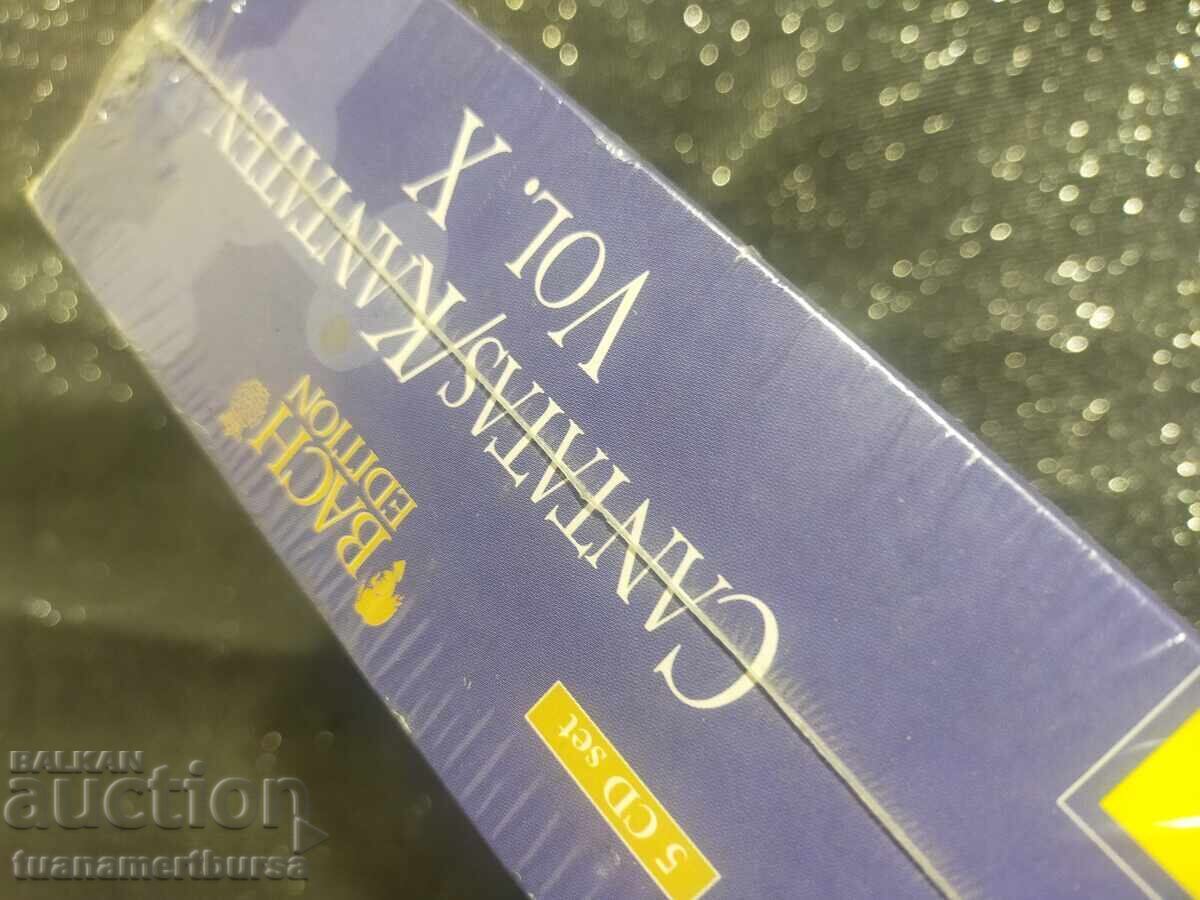 CANTATAS/KANTATEN
VOL. X
BACH
EDITION
5 CD set
BALKAN
auction
tuanamertbursa